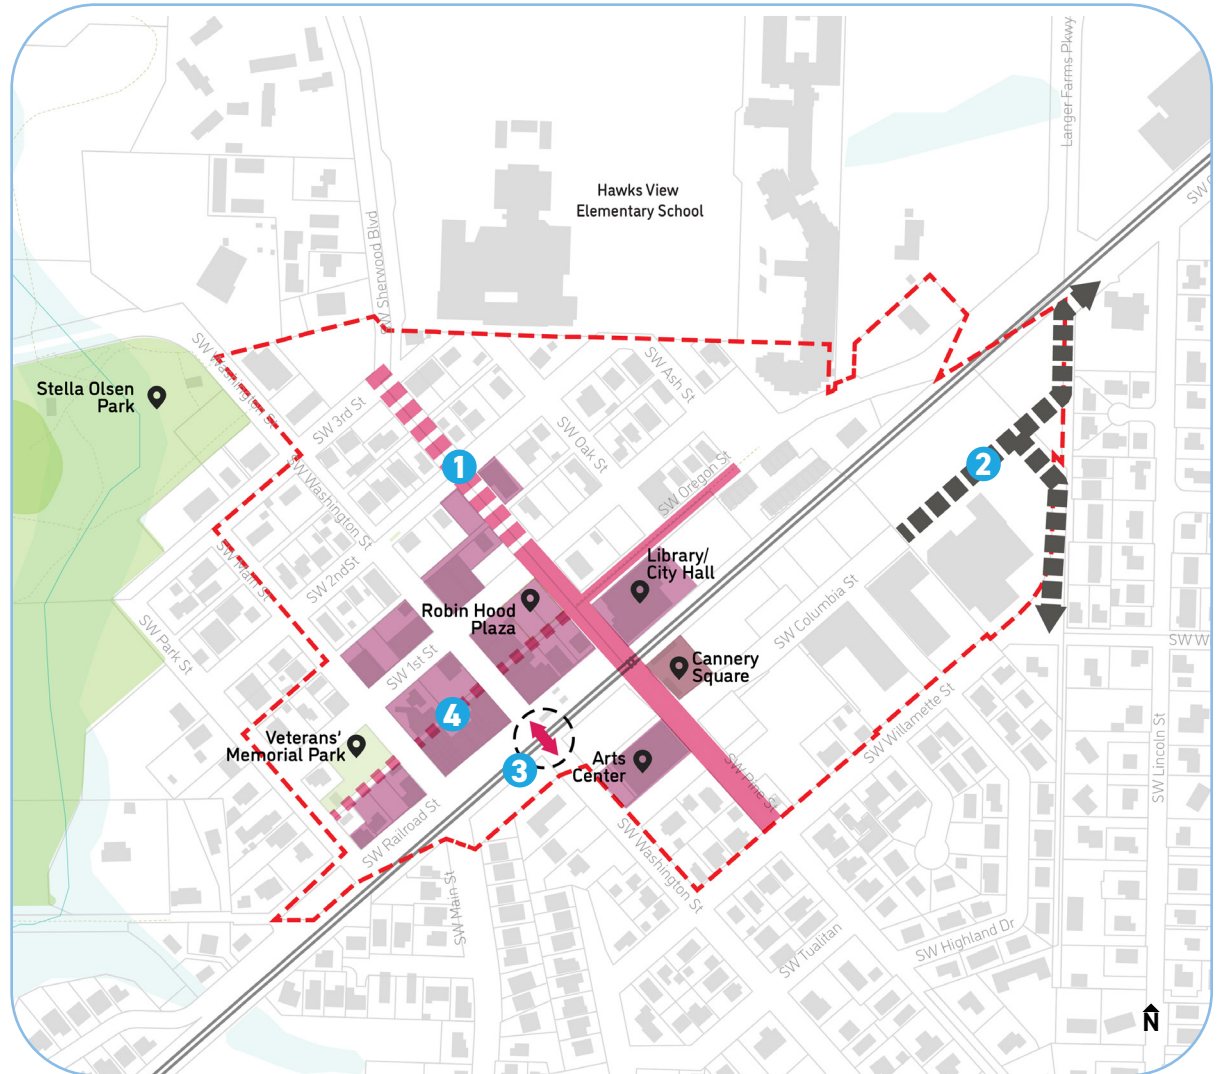 Langer Farms Pkwy
Hawks View
Elementary School
SW Sherwood Blvd
SW Washington St
Stella Olsen
Park
SW 3rd St
SW Ash St
SW Oak St
1
2
SW Oregon St
SW Washington St
SW Main St
SW 2ndSt
Library/
City Hall
Robin Hood
Plaza
SW Columbia St
SW Park St
SW W
SW 1st St
Cannery
Square
4
Veterans'
Memorial Park
3
Arts
Center
SW Pine St
SW Willamette St
SW Lincoln St
SW Railroad St
SW Washington St
SW Main St
SW Tualitan
SW Highland Dr
N